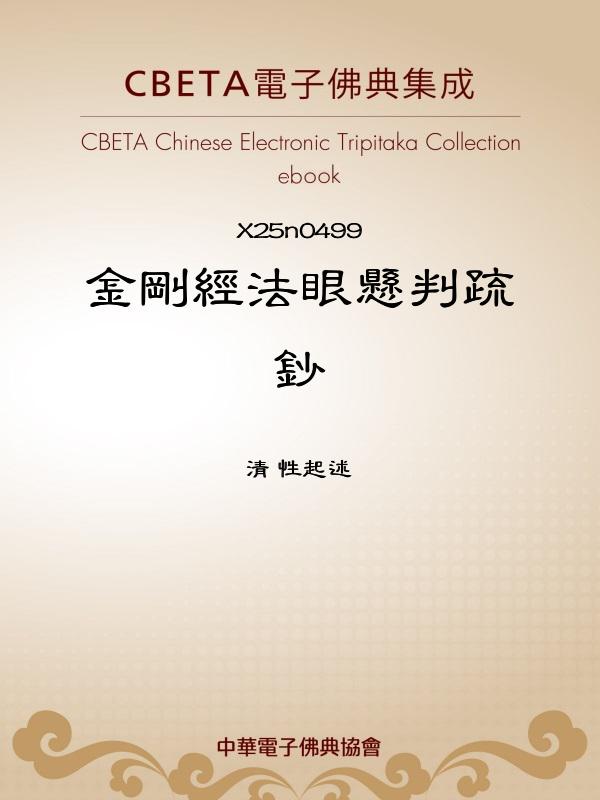 CBETA電子佛典集成
CBETA Chinese Electronic Tripitaka Collection
ebook
X25n0499
金剛經法眼懸判疏
鈔
清 性起述
中華電子佛典協會